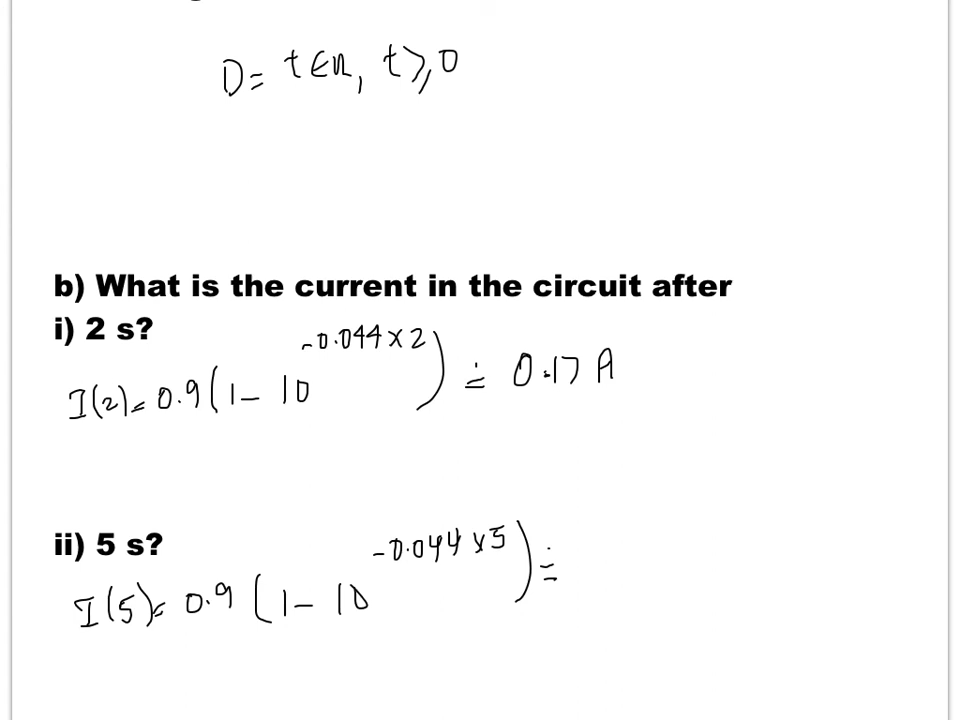 D= t∈R, t≥0
b) What is the current in the circuit after
i) 2 s?
I(2)= 0.9(1-10^-0.044×2) ≐ 0.17 A
ii) 5 s?
I(5)= 0.9(1-10^-0.044×5) ≐